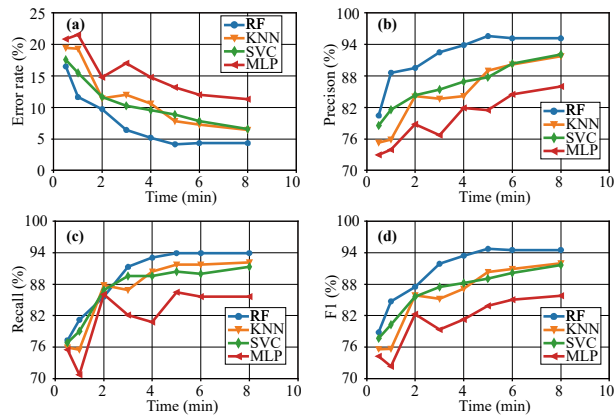 (a)
RF
KNN
SVC
MLP
Error rate (%)
25
20
15
10
5
0
0
2
4
6
8
10
Time (min)
(b)
RF
KNN
SVC
MLP
Precison (%)
100
94
88
82
76
70
0
2
4
6
8
10
Time (min)
(c)
RF
KNN
SVC
MLP
Recall (%)
100
94
88
82
76
70
0
2
4
6
8
10
Time (min)
(d)
RF
KNN
SVC
MLP
F1 (%)
100
94
88
82
76
70
0
2
4
6
8
10
Time (min)